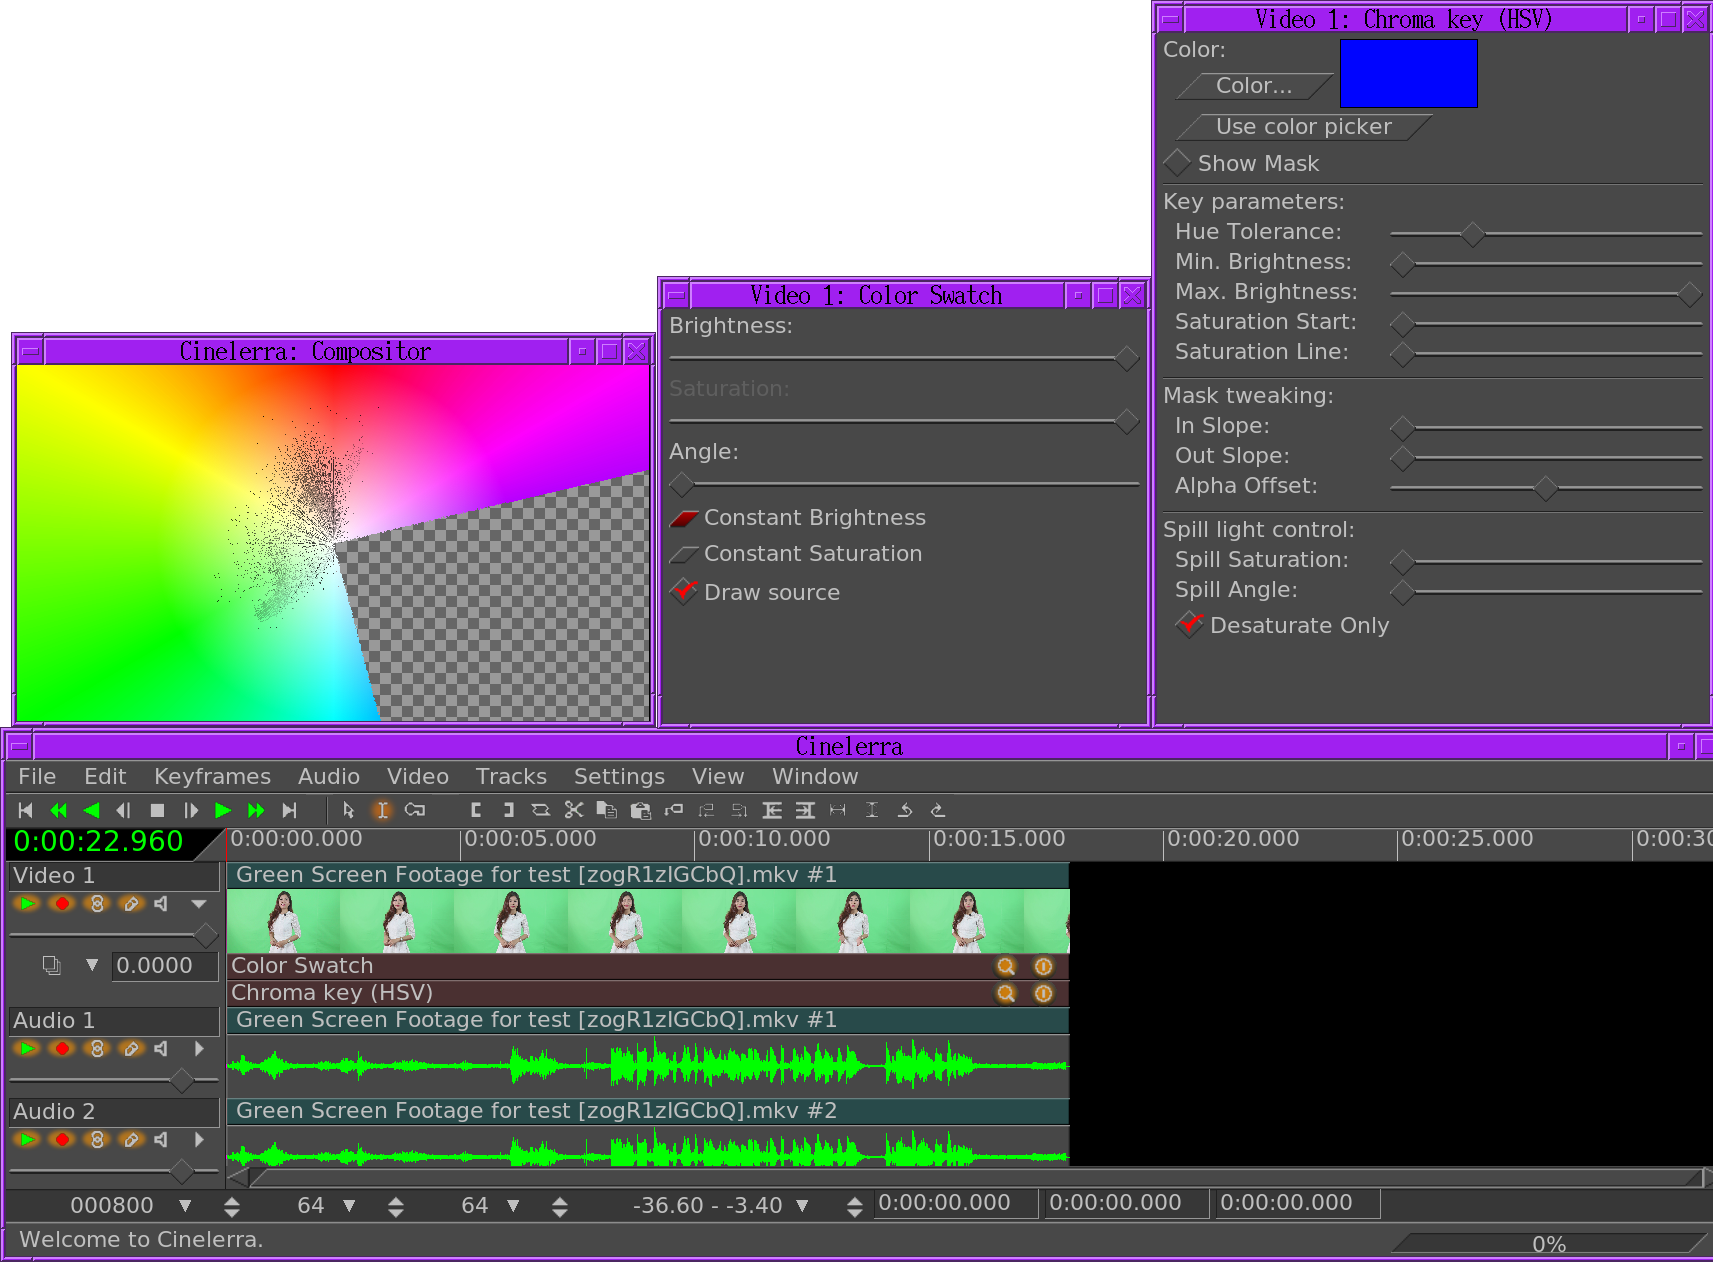 Video 1: Chroma key (HSV)
Color:
Color...
Use color picker
Show Mask
Key parameters:
Hue Tolerance:
Min. Brightness:
Max. Brightness:
Saturation Start:
Saturation Line:
Mask tweaking:
In Slope:
Out Slope:
Alpha Offset:
Spill light control:
Spill Saturation:
Spill Angle:
Desaturate Only
Video 1: Color Swatch
Brightness:
Saturation:
Angle:
Constant Brightness
Constant Saturation
Draw source
Cinelerra: Compositor
Cinelerra
File Edit Keyframes Audio Video Tracks Settings View Window
0:00:22.960 0:00:00.000 0:00:05.000 0:00:10.000 0:00:15.000 0:00:20.000 0:00:25.000 0:00:30
Video 1 Green Screen Footage for test [zogR1zIGCbQ].mkv #1
0.0000 Color Swatch
Chroma key (HSV)
Audio 1 Green Screen Footage for test [zogR1zIGCbQ].mkv #1
Audio 2 Green Screen Footage for test [zogR1zIGCbQ].mkv #2
000800 64 64 -36.60 - -3.40 0:00:00.000 0:00:00.000 0:00:00.000
Welcome to Cinelerra. 0%